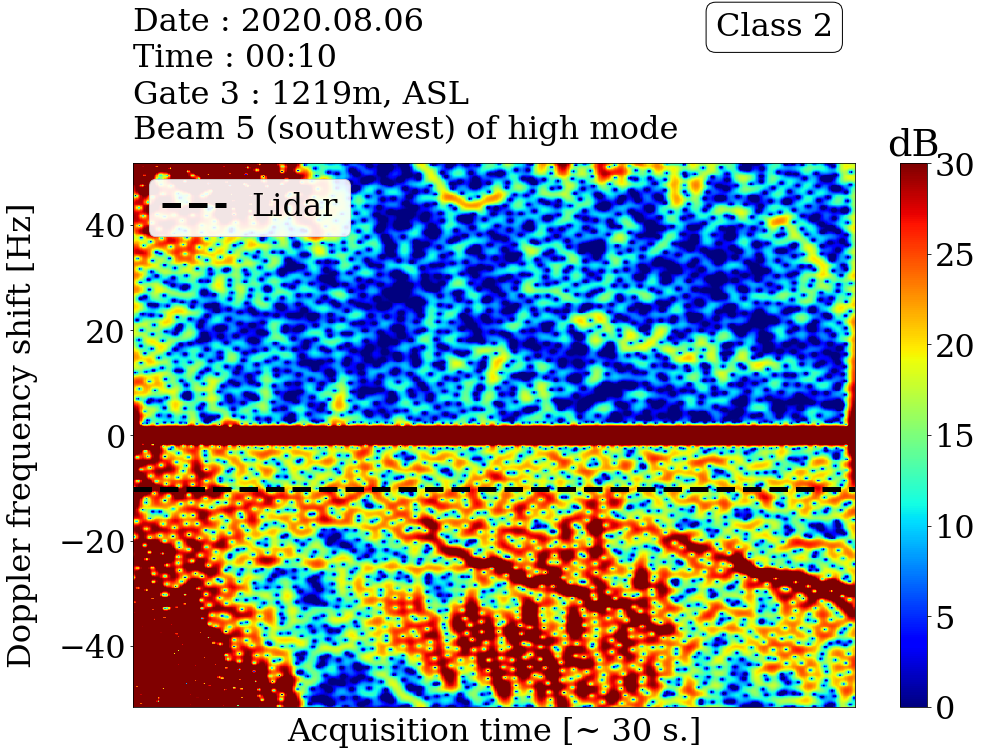 Date : 2020.08.06
Time : 00:10
Gate 3 : 1219m, ASL
Beam 5 (southwest) of high mode
Class 2
dB
Lidar
Doppler frequency shift [Hz]
40
20
0
−20
−40
30
25
20
15
10
5
0
Acquisition time [~ 30 s.]